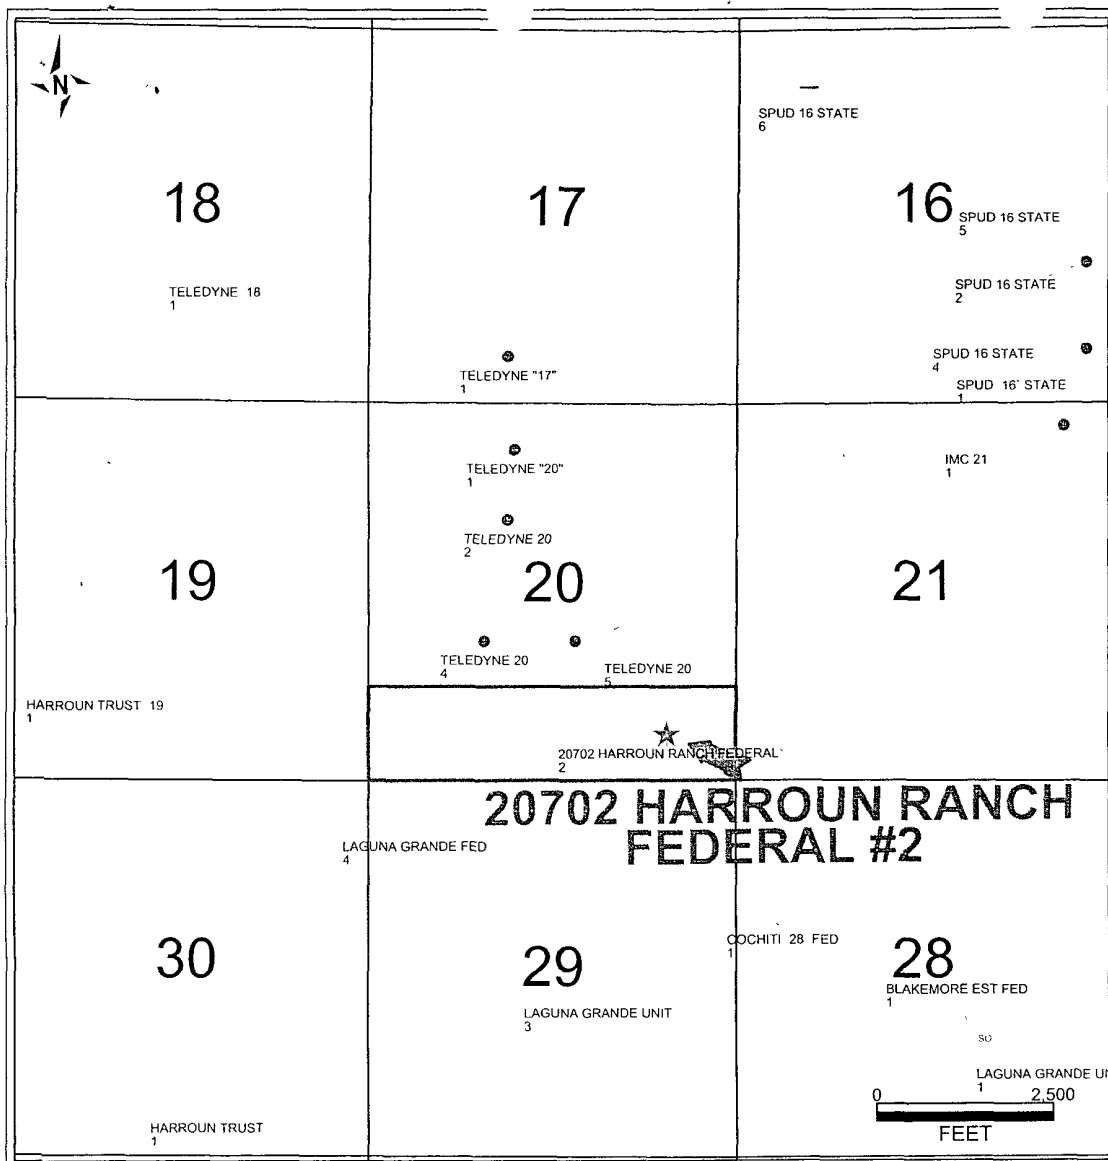 N
SPUD 16 STATE
6
18
17
16
SPUD 16 STATE
5
TELEDYNE 18
1
SPUD 16 STATE
2
TELEDYNE "17"
1
SPUD 16 STATE
4
SPUD 16 STATE
1
TELEDYNE "20"
1
IMC 21
1
TELEDYNE 20
2
19
20
21
TELEDYNE 20
4
TELEDYNE 20
5
HARROUN TRUST 19
1
20702 HARROUN RANCH FEDERAL
2
20702 HARROUN RANCH
FEDERAL #2
LAGUNA GRANDE FED
4
COCHITI 28 FED
1
30
29
28
BLAKEMORE EST FED
1
LAGUNA GRANDE UNIT
3
LAGUNA GRANDE
1
0 2,500
FEET
HARROUN TRUST
1